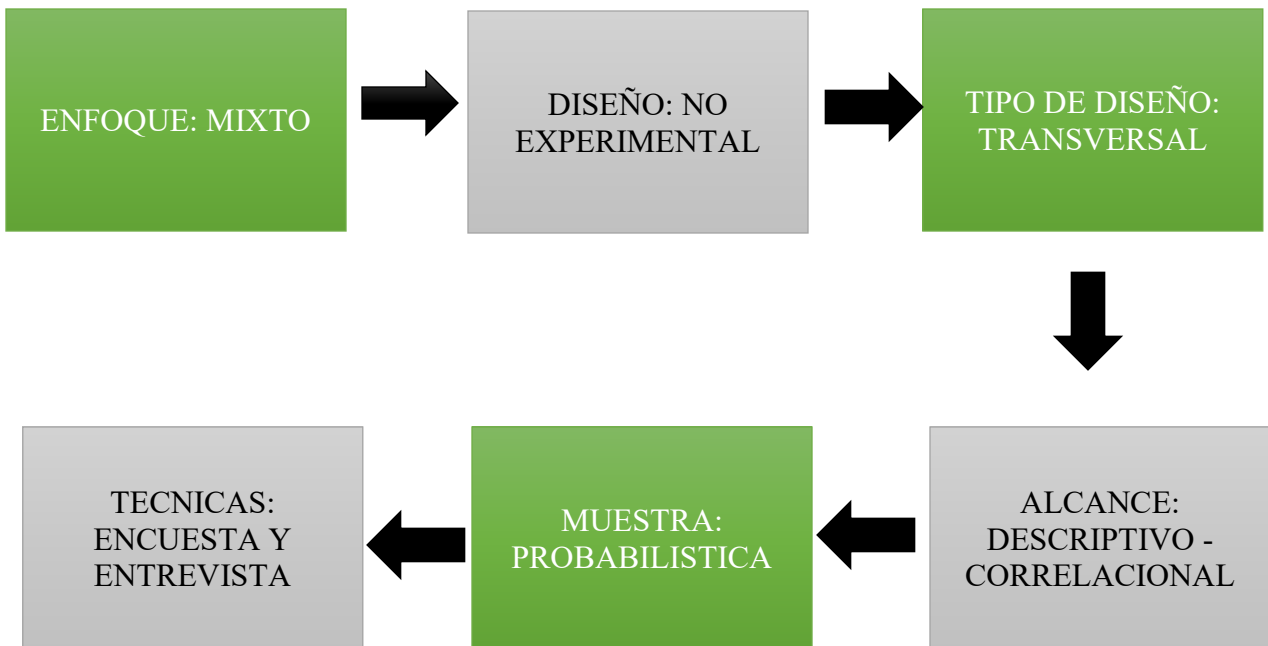 ENFOQUE: MIXTO
DISEÑO: NO
EXPERIMENTAL
TIPO DE DISEÑO:
TRANSVERSAL
ALCANCE:
DESCRIPTIVO -
CORRELACIONAL
MUESTRA:
PROBABILISTICA
TECNICAS:
ENCUESTA Y
ENTREVISTA